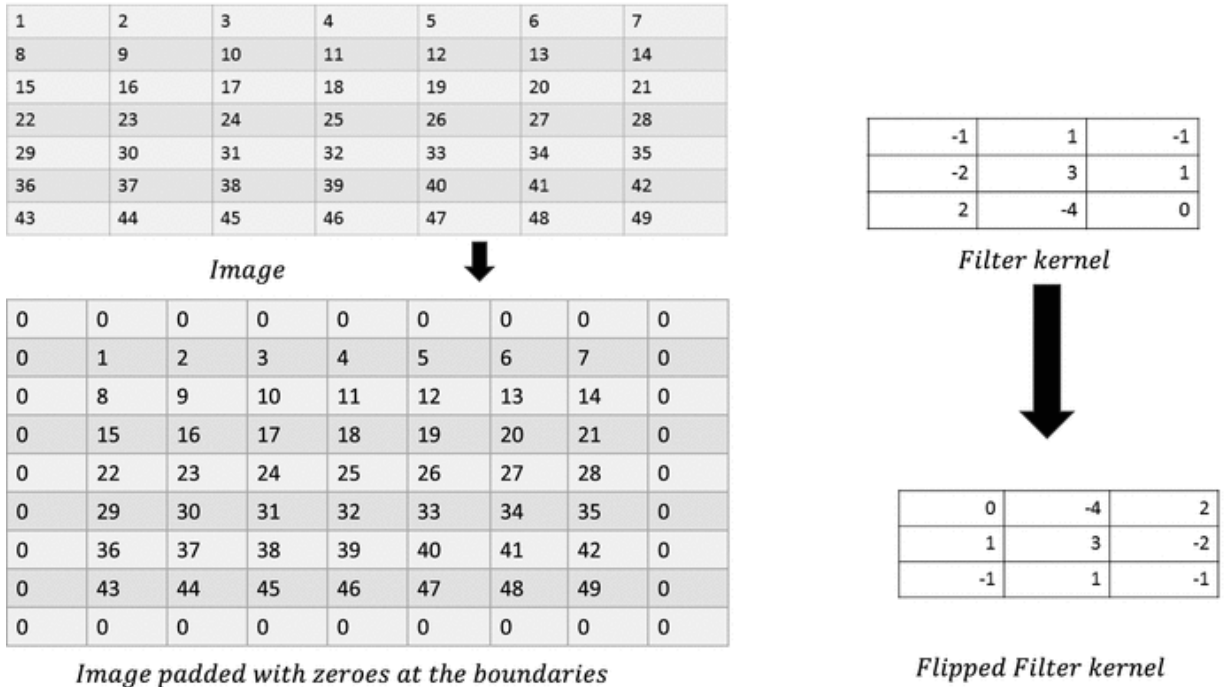 1 2 3 4 5 6 7
8 9 10 11 12 13 14
15 16 17 18 19 20 21
22 23 24 25 26 27 28
29 30 31 32 33 34 35
36 37 38 39 40 41 42
43 44 45 46 47 48 49
Image
0 0 0 0 0 0 0 0 0
0 1 2 3 4 5 6 7 0
0 8 9 10 11 12 13 14 0
0 15 16 17 18 19 20 21 0
0 22 23 24 25 26 27 28 0
0 29 30 31 32 33 34 35 0
0 36 37 38 39 40 41 42 0
0 43 44 45 46 47 48 49 0
0 0 0 0 0 0 0 0 0
Image padded with zeroes at the boundaries
-1 1 -1
-2 3 1
2 -4 0
Filter kernel
0 -4 2
1 3 -2
-1 1 -1
Flipped Filter kernel